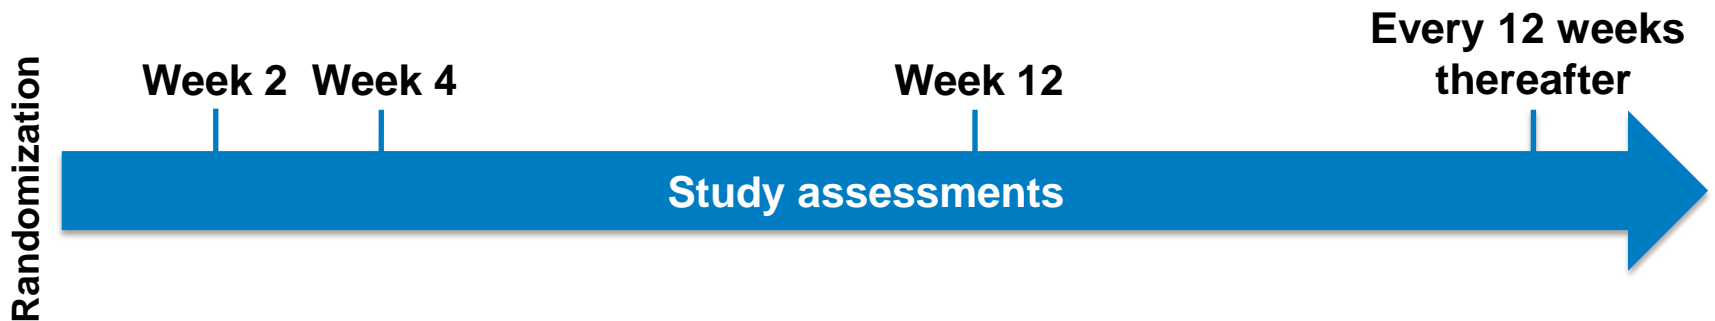 Randomization
Week 2
Week 4
Week 12
Every 12 weeks
thereafter
Study assessments